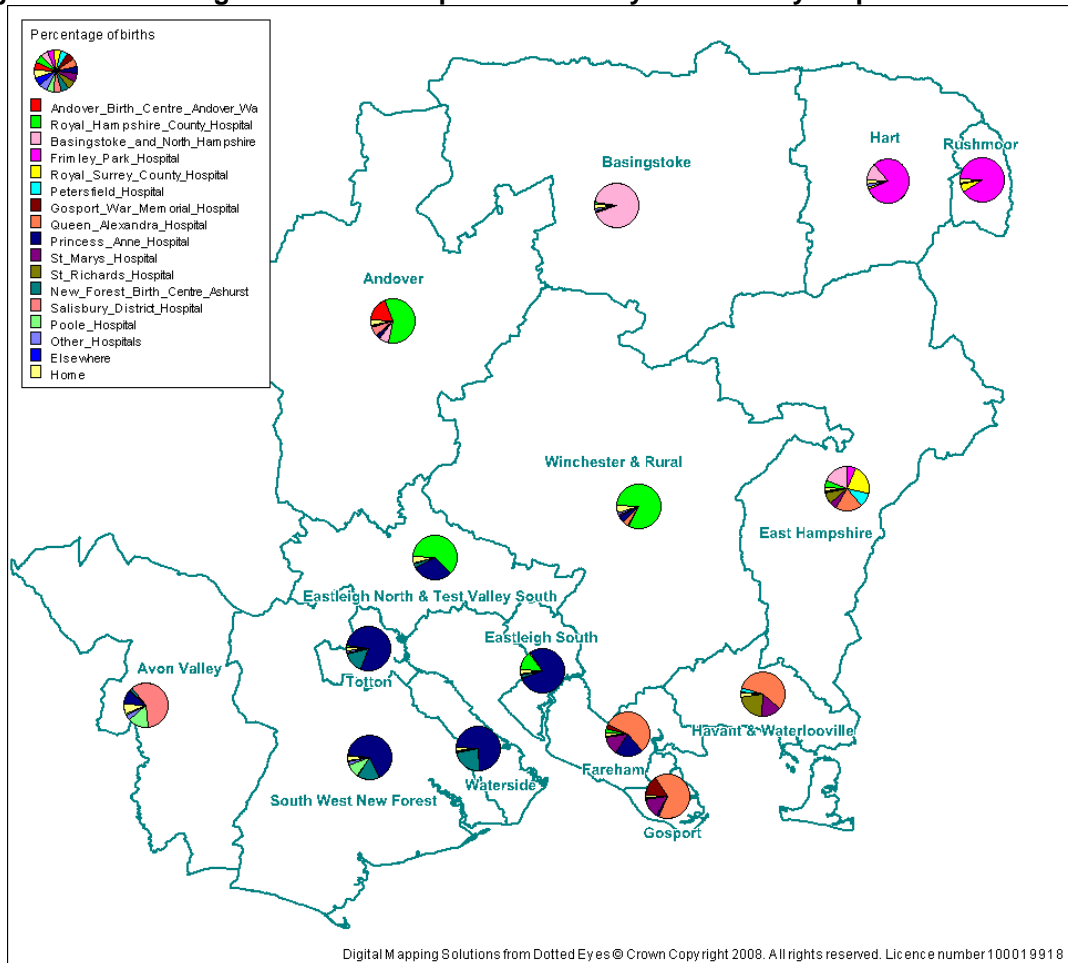 Percentage of births
Andover_Birth_Centre_Andover_Wa
Royal_Hampshire_County_Hospital
Basingstoke_and_North_Hampshire
Frimley_Park_Hospital
Royal_Surrey_County_Hospital
Petersfield_Hospital
Gosport_War_Memorial_Hospital
Queen_Alexandra_Hospital
Princess_Anne_Hospital
St_Marys_Hospital
St_Richards_Hospital
New_Forest_Birth_Centre_Ashurst
Salisbury_District_Hospital
Poole_Hospital
Other_Hospitals
Elsewhere
Home
Hart
Rushmoor
Basingstoke
Andover
Winchester & Rural
East Hampshire
Eastleigh North & Test Valley South
Eastleigh South
Totton
Avon Valley
Havant & Waterlooville
Fareham
Waterside
South West New Forest
Gosport
Digital Mapping Solutions from Dotted Eyes © Crown Copyright 2008. All rights reserved. Licence number 100019918